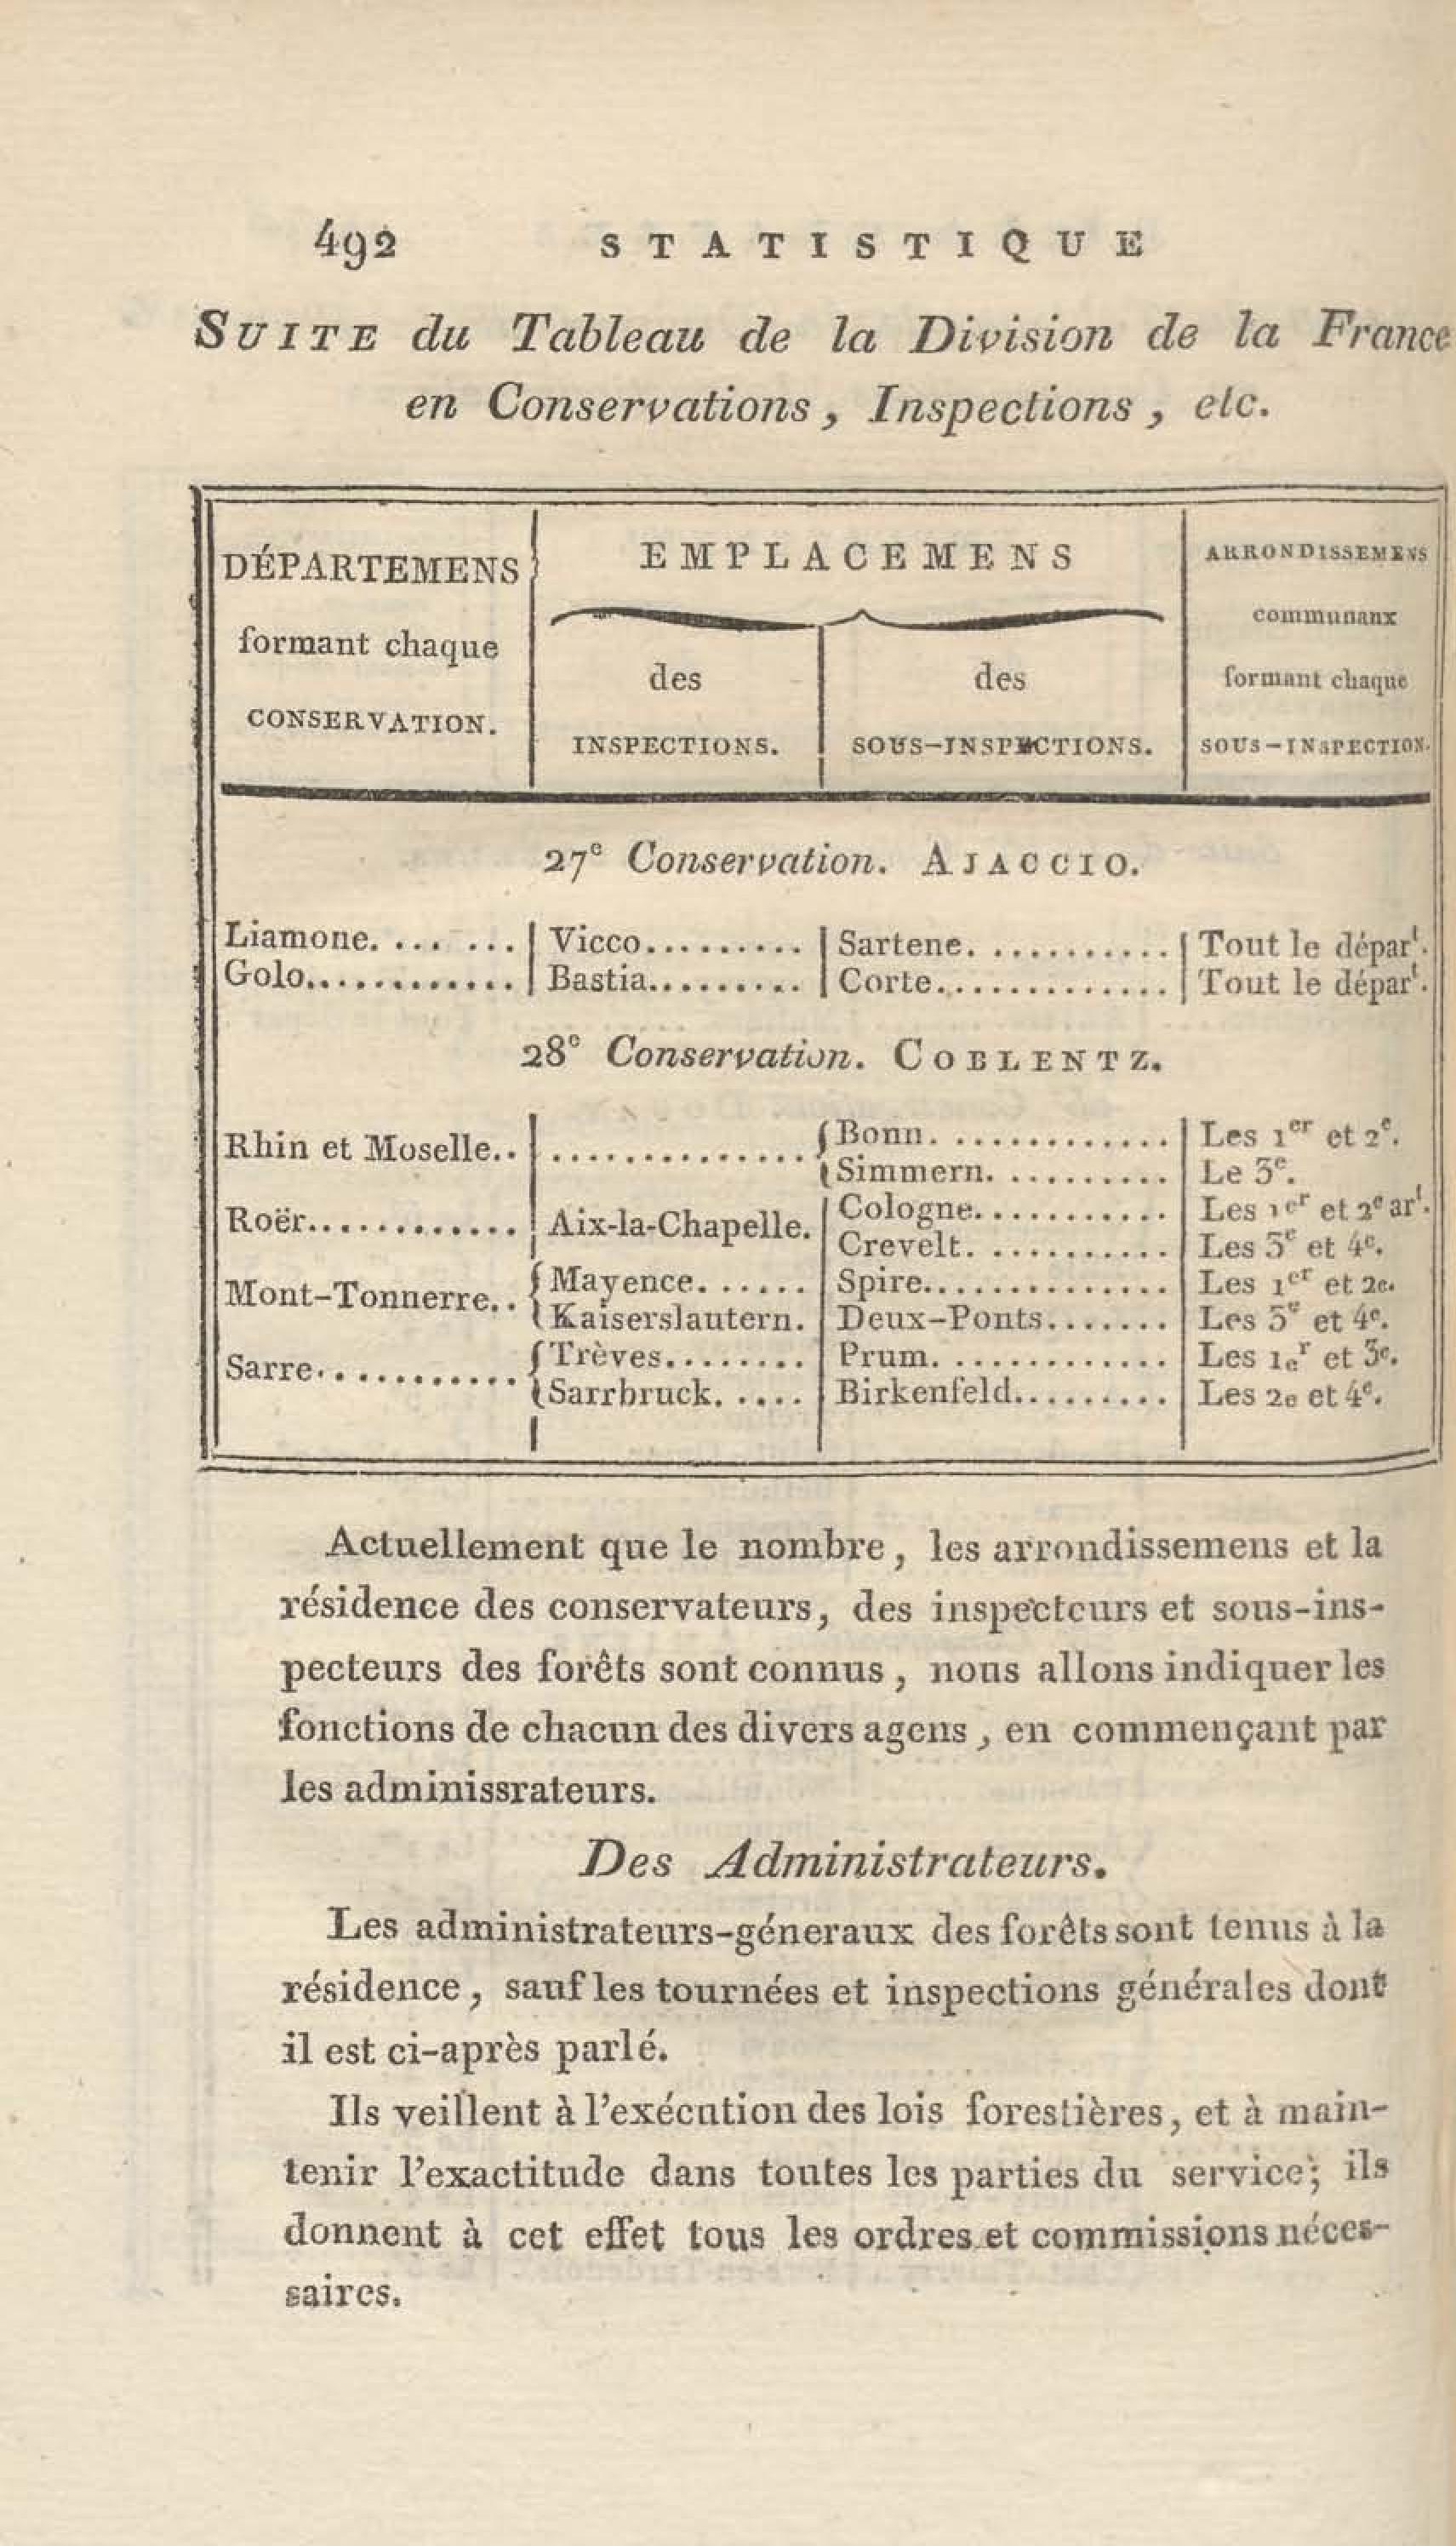 492 STATISTIQUE
SUITE du Tableau de la Division de la France
en Conservations, Inspections, etc.
DÉPARTEMENS
formant chaque
CONSERVATION.
EMPLACEMENS
des
INSPECTIONS.
des
SOUS-INSPECTIONS.
ARRONDISSEMENS
communaux
formant chaque
SOUS-INSPECTION.
27e Conservation. AJACCIO.
Liamone. ... ... | Vicco......... | Sartene. .......... | Tout le départ.
Golo............ | Bastia......... | Corte............. | Tout le départ.
28e Conservation. COBLENTZ.
Rhin et Moselle.. | .............. { Bonn. ............ | Les 1er et 2e.
{ Simmern. ......... | Le 3e.
Roër............ | Aix-la-Chapelle. | Cologne........... | Les 1er et 2e art.
Crevelt. .......... | Les 3e et 4e.
Mont-Tonnerre.. { Mayence. ..... | Spire............. | Les 1er et 2e.
{ Kaiserslautern. | Deux-Ponts....... | Les 3e et 4e.
Sarre........... { Trèves........ | Prum. ............ | Les 1er et 3e.
{ Sarrbruck. .... | Birkenfeld......... | Les 2e et 4e.
Actuellement que le nombre, les arrondissemens et la
résidence des conservateurs, des inspecteurs et sous-ins-
pecteurs des forêts sont connus, nous allons indiquer les
fonctions de chacun des divers agens, en commençant par
les adminissrateurs.
Des Administrateurs.
Les administrateurs-géneraux des forêts sont tenus à la
résidence, sauf les tournées et inspections générales dont
il est ci-après parlé.
Ils veillent à l'exécution des lois forestières, et à main-
tenir l'exactitude dans toutes les parties du service; ils
donnent à cet effet tous les ordres et commissions néces-
saires.